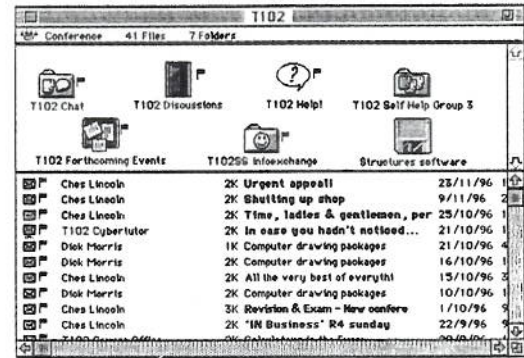 T102
Conference 41 Files 7 Folders
T102 Chat T102 Discussions T102 Help! T102 Self Help Group 3
T102 Forthcoming Events T102SG Infoexchange Structures software
Ches Lincoln 2K Urgent appeal! 23/11/96
Ches Lincoln 2K Shutting up shop 9/11/96
Ches Lincoln 2K Time, ladies & gentlemen, per 25/10/96
T102 Cybertutor 2K In case you hadn't noticed... 21/10/96
Dick Morris 1K Computer drawing packages 21/10/96
Dick Morris 2K Computer drawing packages 16/10/96
Ches Lincoln 2K All the very best of everythi 15/10/96
Dick Morris 2K Computer drawing packages 10/10/96
Ches Lincoln 3K Revision & Exam - New confere 1/10/96
Ches Lincoln 2K 'IN Business' R4 sunday 22/9/96